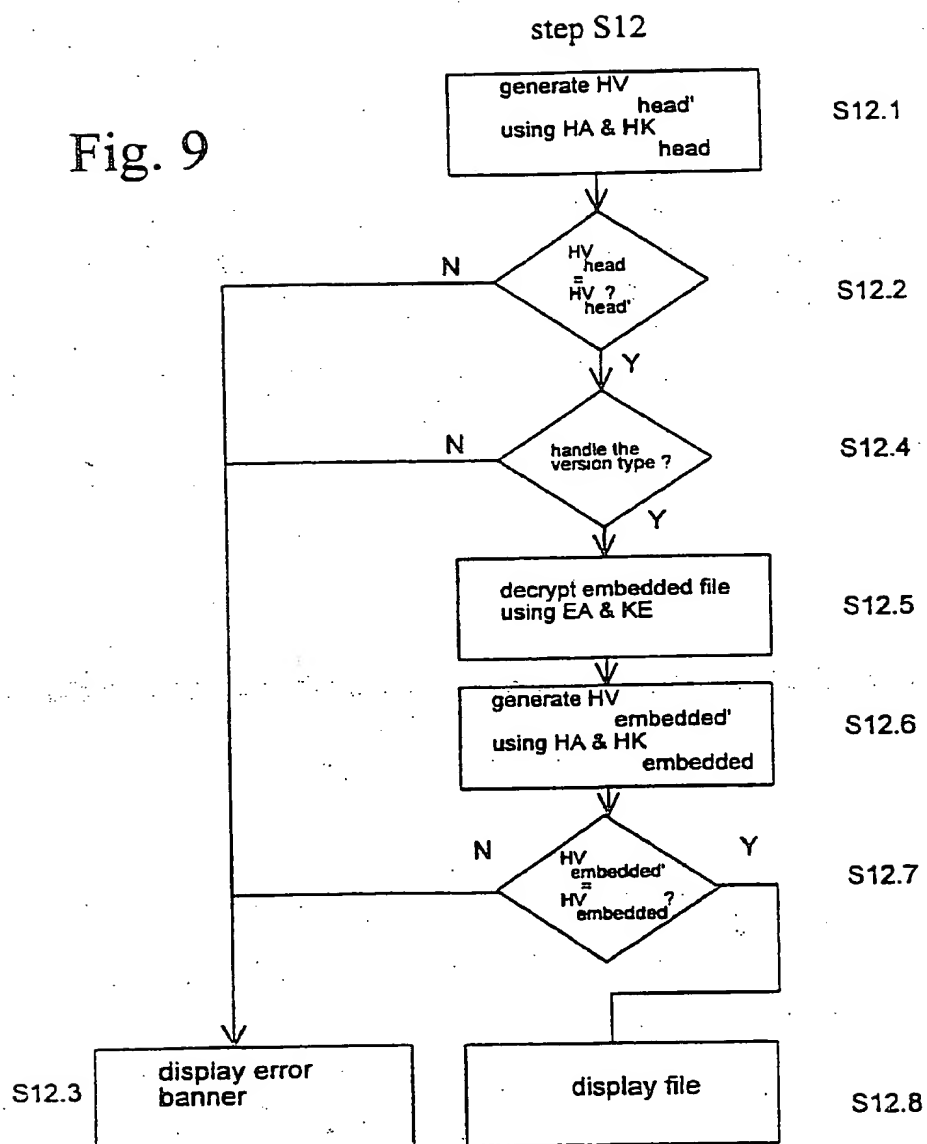 step S12
Fig. 9
generate HV
head'
using HA & HK
head
S12.1
HV
head
=
HV ?
head'
N
S12.2
Y
handle the
version type ?
N
S12.4
Y
decrypt embedded file
using EA & KE
S12.5
generate HV
embedded'
using HA & HK
embedded
S12.6
N
HV
embedded'
=
HV ?
embedded
Y
S12.7
S12.3
display error
banner
display file
S12.8